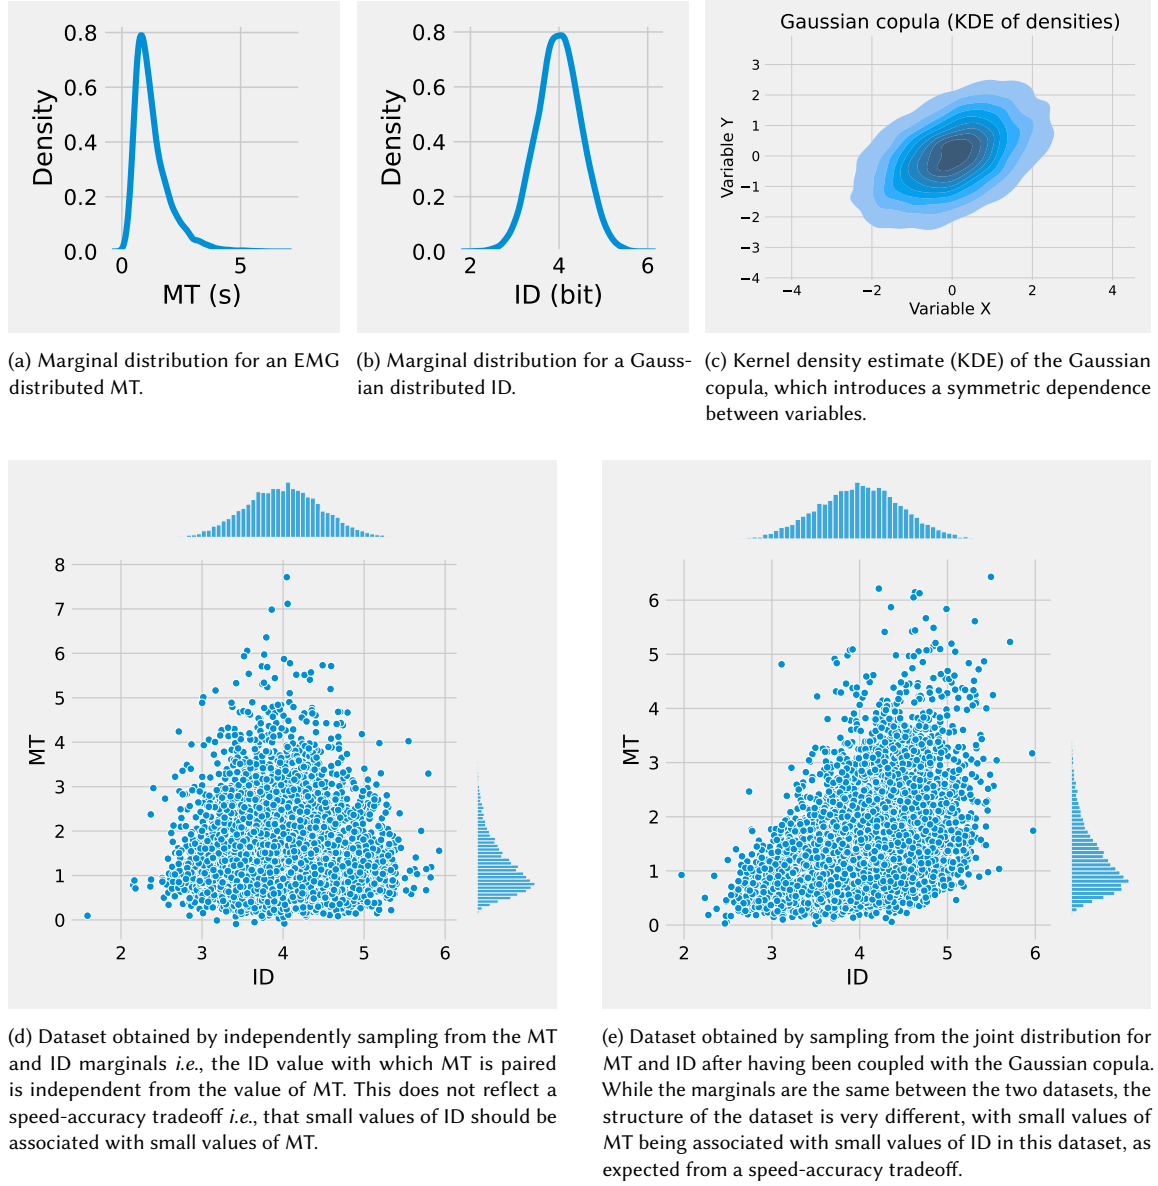 0.8
0.6
0.4
0.2
0.0
Density
0
5
MT (s)
0.8
0.6
0.4
0.2
0.0
Density
2
4
6
ID (bit)
Gaussian copula (KDE of densities)
3
2
1
0
−1
−2
−3
−4
Variable Y
−4
−2
0
2
4
Variable X
(a) Marginal distribution for an EMG
distributed MT.
(b) Marginal distribution for a Gauss-
ian distributed ID.
(c) Kernel density estimate (KDE) of the Gaussian
copula, which introduces a symmetric dependence
between variables.
8
7
6
5
4
3
2
1
0
MT
2
3
4
5
6
ID
6
5
4
3
2
1
0
MT
2
3
4
5
6
ID
(d) Dataset obtained by independently sampling from the MT
and ID marginals i.e., the ID value with which MT is paired
is independent from the value of MT. This does not reflect a
speed-accuracy tradeoff i.e., that small values of ID should be
associated with small values of MT.
(e) Dataset obtained by sampling from the joint distribution for
MT and ID after having been coupled with the Gaussian copula.
While the marginals are the same between the two datasets, the
structure of the dataset is very different, with small values of
MT being associated with small values of ID in this dataset, as
expected from a speed-accuracy tradeoff.